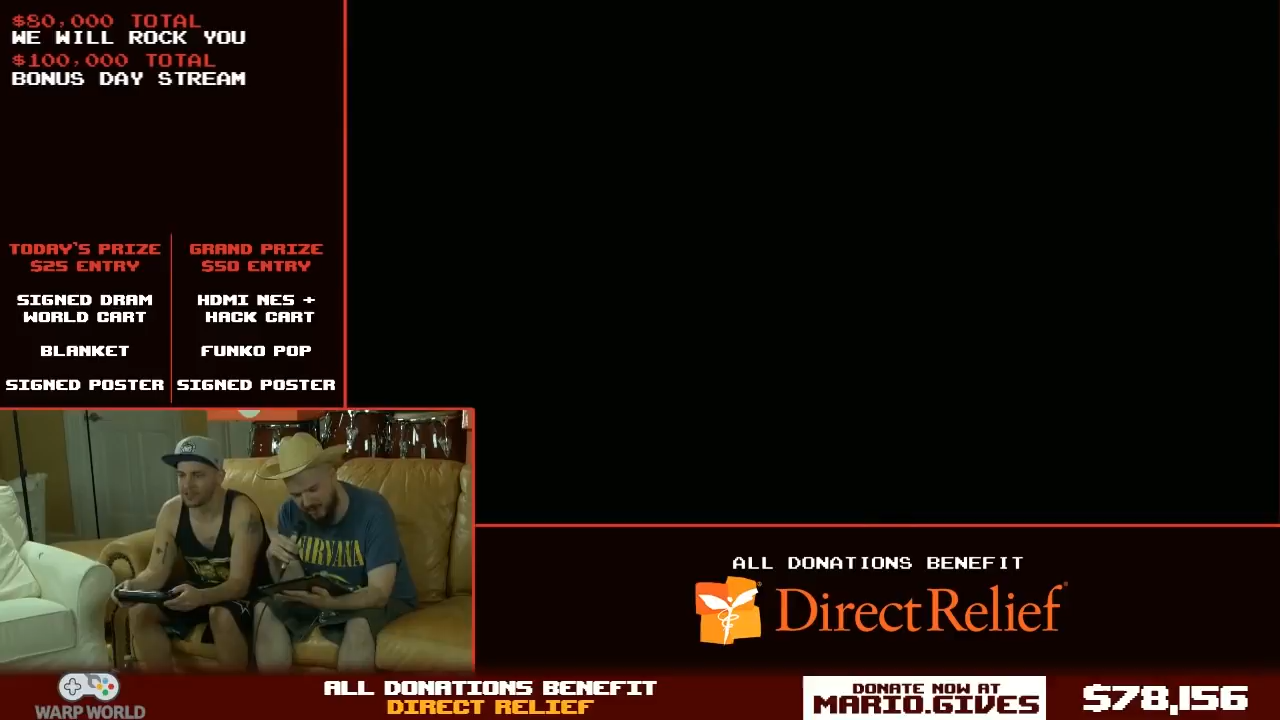 $80,000 TOTAL
WE WILL ROCK YOU
$100,000 TOTAL
BONUS DAY STREAM
TODAY'S PRIZE
$25 ENTRY
SIGNED DRAM
WORLD CART
BLANKET
SIGNED POSTER
GRAND PRIZE
$50 ENTRY
HDMI NES +
HACK CART
FUNKO POP
SIGNED POSTER
NIRVANA
ALL DONATIONS BENEFIT
DirectRelief
WARP WORLD
ALL DONATIONS BENEFIT
DIRECT RELIEF
DONATE NOW AT
MARIO.GIVES
$78,156